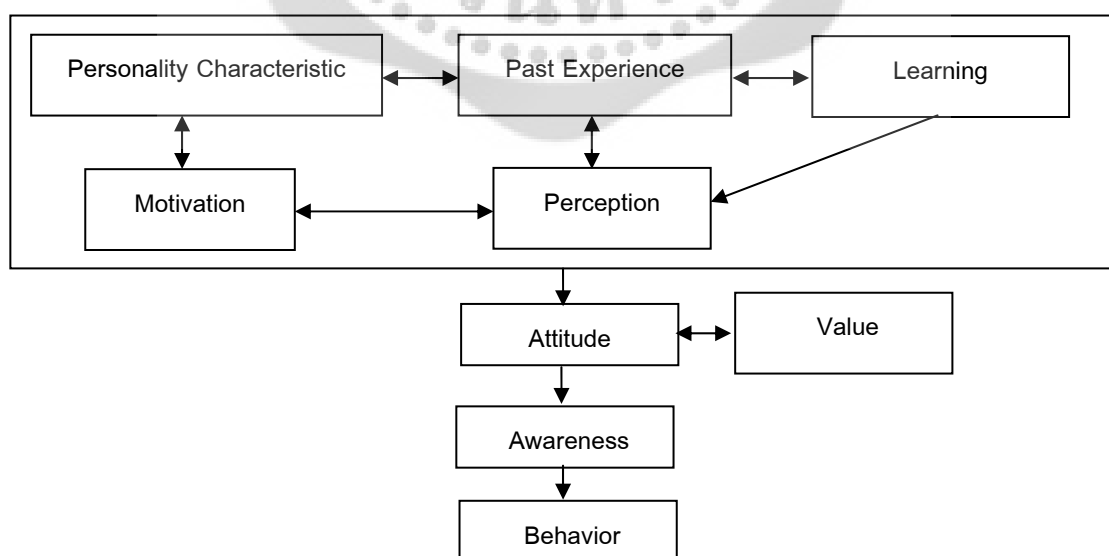 Personality Characteristic
Past Experience
Learning
Motivation
Perception
Attitude
Value
Awareness
Behavior